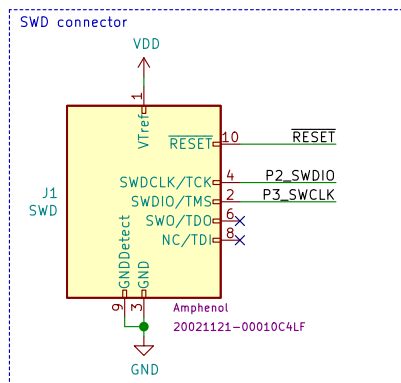 SWD connector
VDD
1
VTref
RESET 10 RESET
J1
SWD
SWDCLK/TCK 4 P2_SWDIO
SWDIO/TMS 2 P3_SWCLK
SWO/TDO 6
NC/TDI 8
GNDDetect
GND
9
3
Amphenol
20021121-00010C4LF
GND